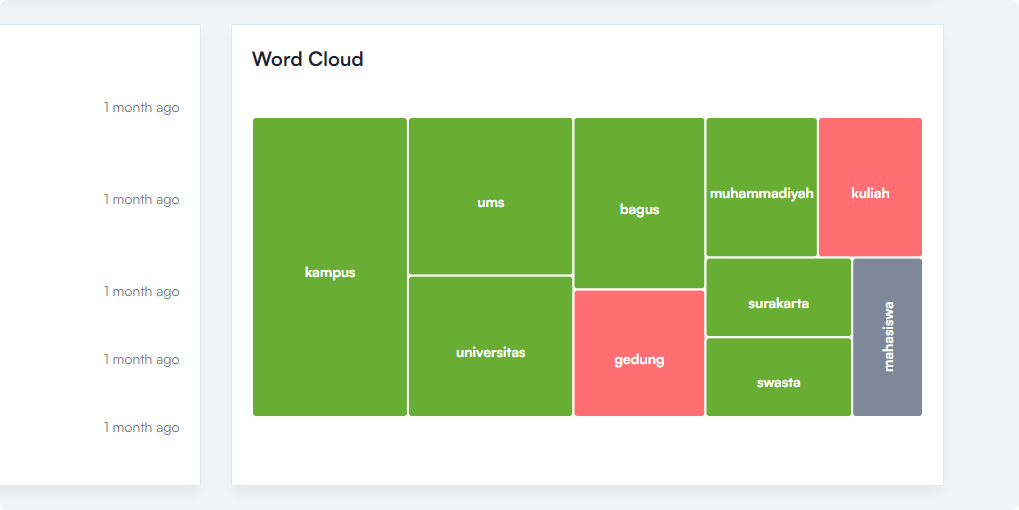 1 month ago
1 month ago
1 month ago
1 month ago
1 month ago
Word Cloud
kampus
ums
universitas
bagus
gedung
muhammadiyah
kuliah
surakarta
swasta
mahasiswa